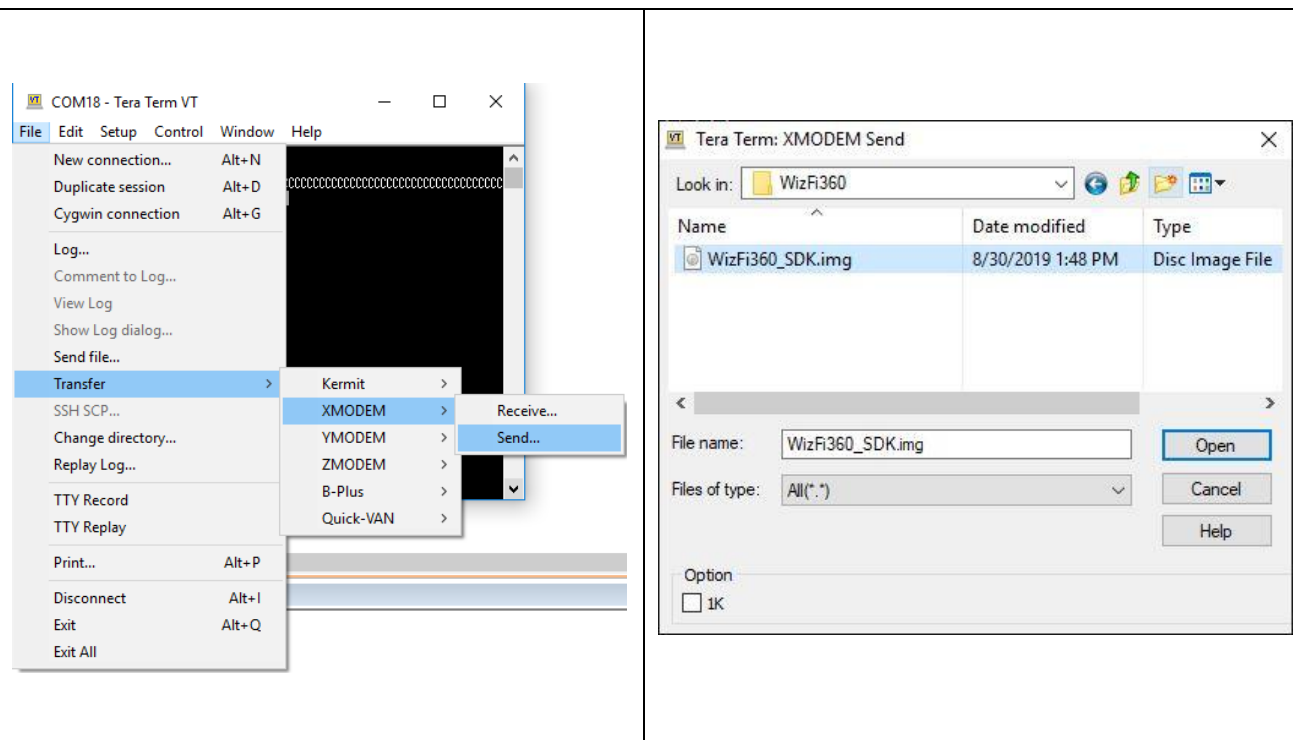 COM18 - Tera Term VT
File Edit Setup Control Window Help
New connection... Alt+N
Duplicate session Alt+D
Cygwin connection Alt+G
Log...
Comment to Log...
View Log
Show Log dialog...
Send file...
Transfer
SSH SCP...
Change directory...
Replay Log...
TTY Record
TTY Replay
Print... Alt+P
Disconnect Alt+I
Exit Alt+Q
Exit All
Kermit
XMODEM
YMODEM
ZMODEM
B-Plus
Quick-VAN
Receive...
Send...
Tera Term: XMODEM Send
Look in: WizFi360
Name Date modified Type
WizFi360_SDK.img 8/30/2019 1:48 PM Disc Image File
File name: WizFi360_SDK.img Open
Files of type: All(*.*) Cancel
Help
Option
1K